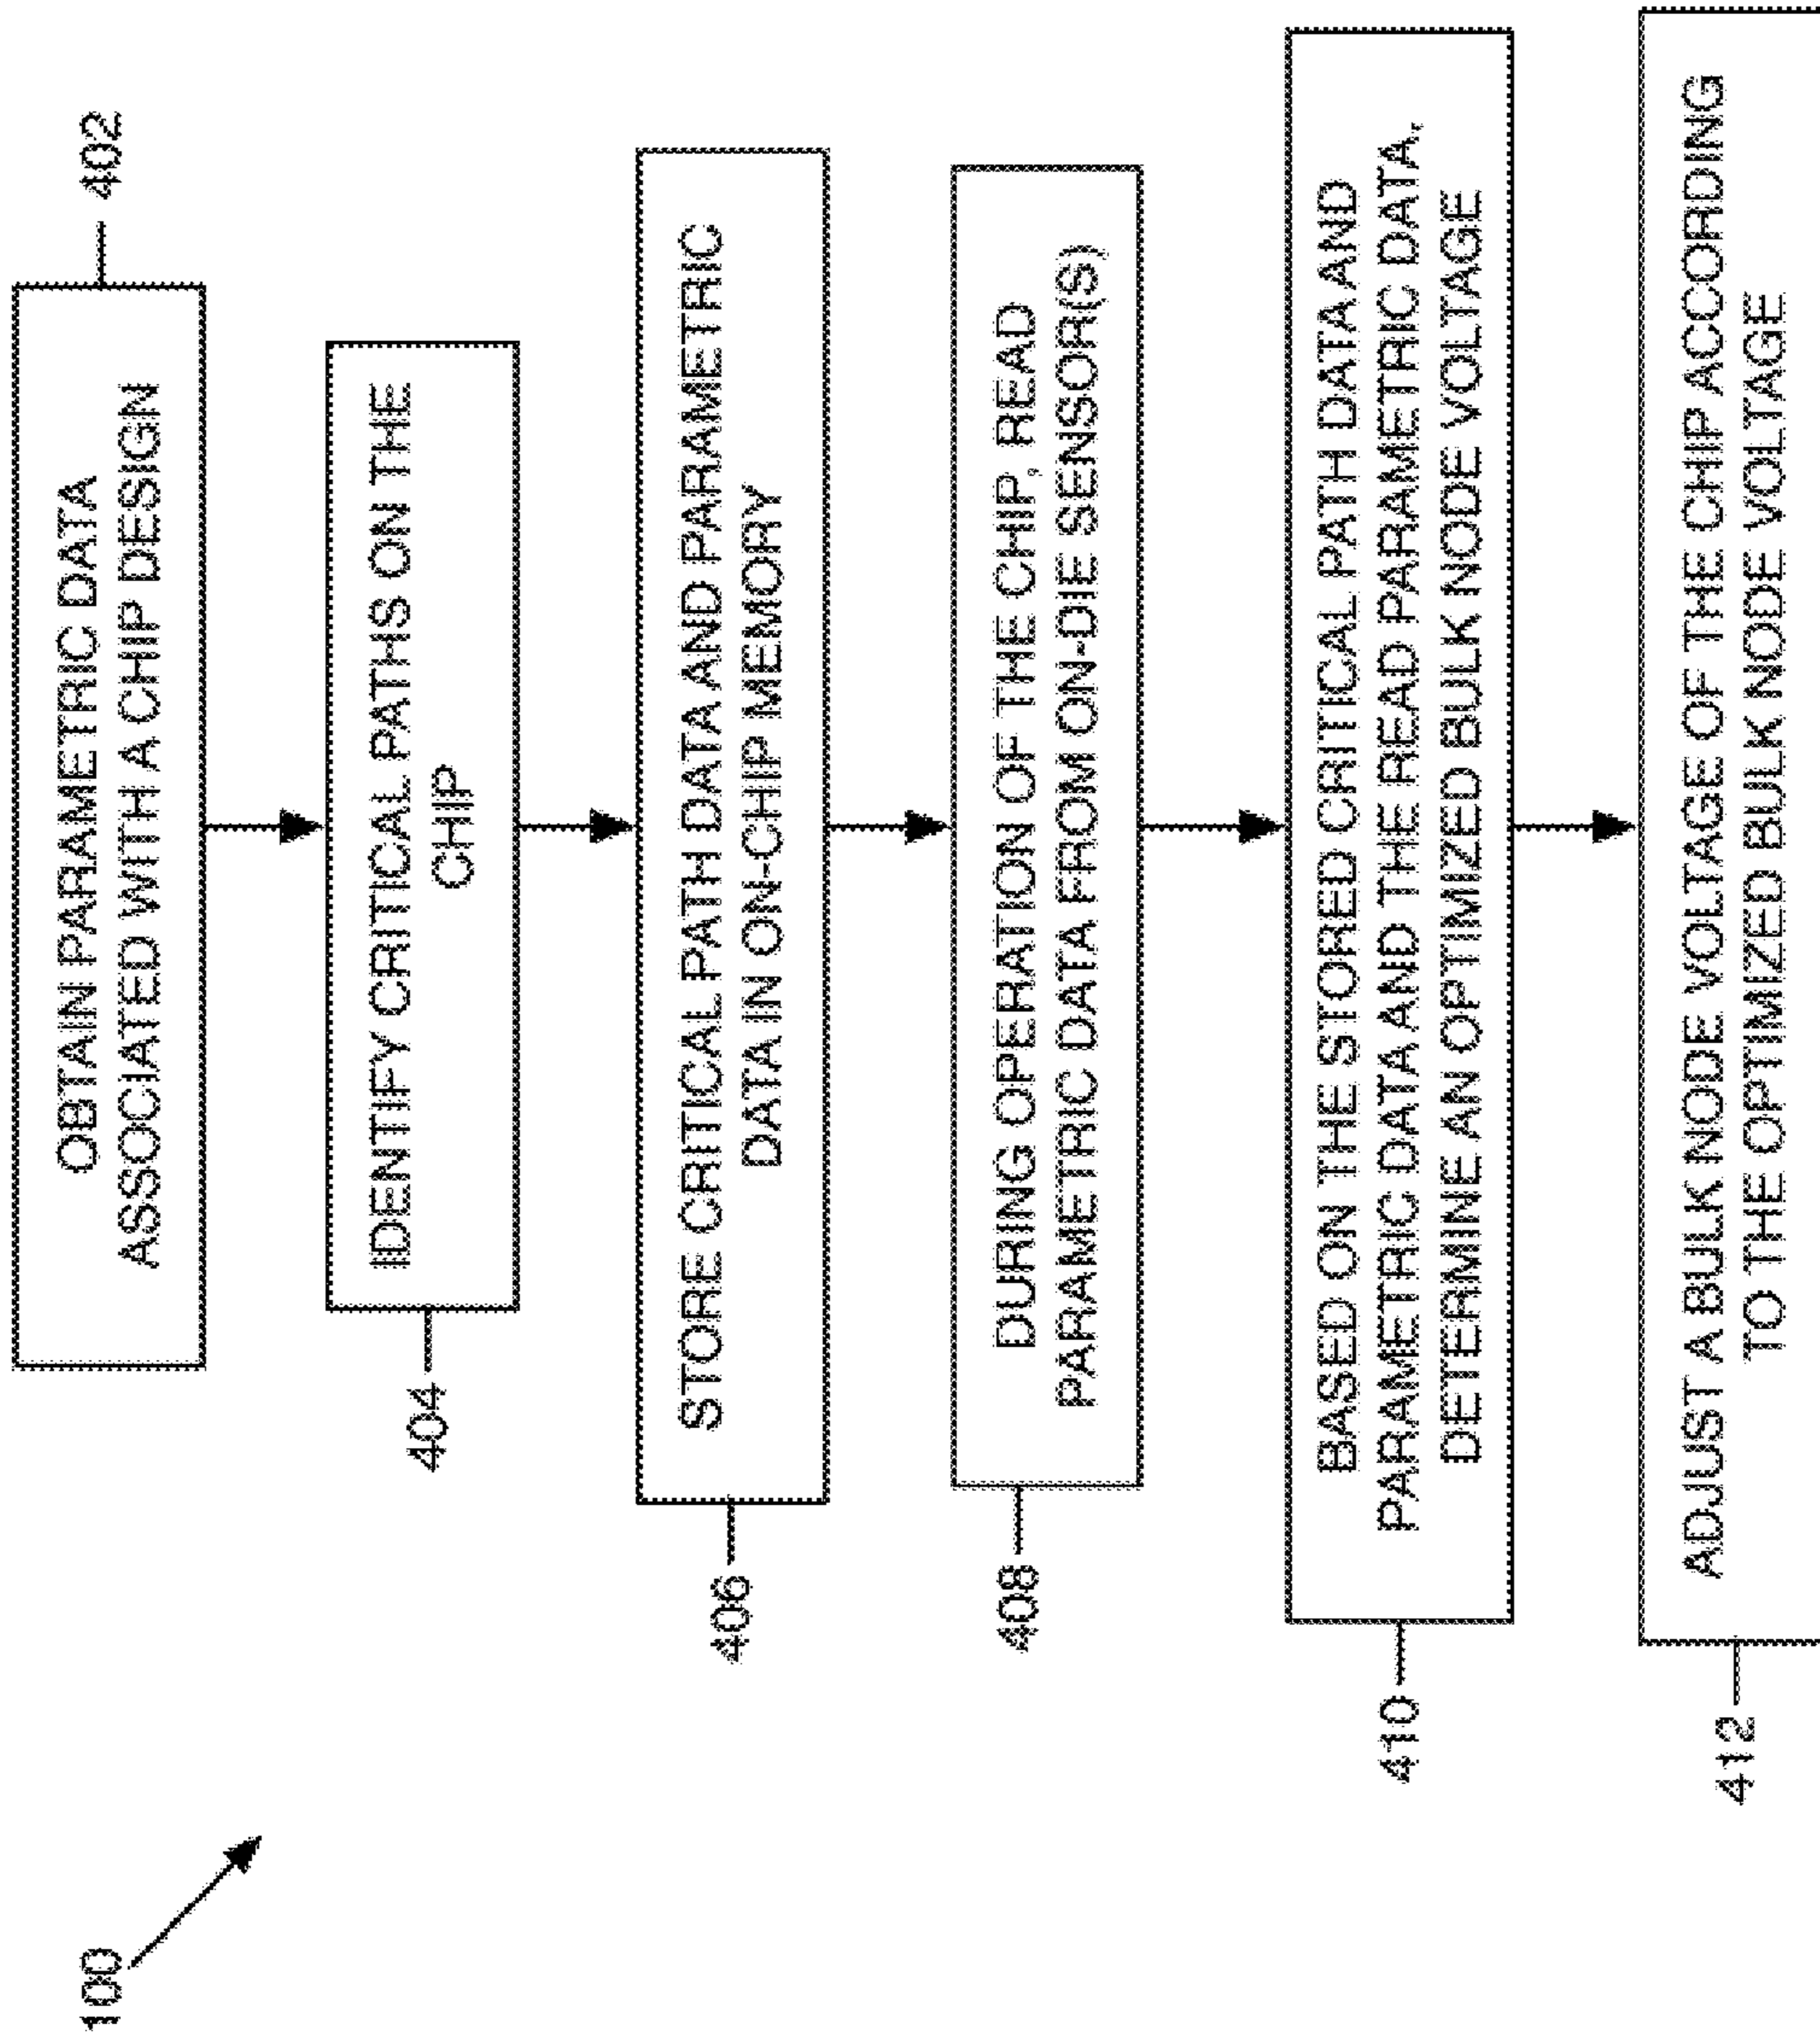 100
402
OBTAIN PARAMETRIC DATA
ASSOCIATED WITH A CHIP DESIGN
404
IDENTIFY CRITICAL PATHS ON THE
CHIP
406
STORE CRITICAL PATH DATA AND PARAMETRIC
DATA IN ON-CHIP MEMORY
408
DURING OPERATION OF THE CHIP, READ
PARAMETRIC DATA FROM ON-DIE SENSOR(S)
410
BASED ON THE STORED CRITICAL PATH DATA AND
PARAMETRIC DATA AND THE READ PARAMETRIC DATA,
DETERMINE AN OPTIMIZED BULK NODE VOLTAGE
412
ADJUST A BULK NODE VOLTAGE OF THE CHIP ACCORDING
TO THE OPTIMIZED BULK NODE VOLTAGE